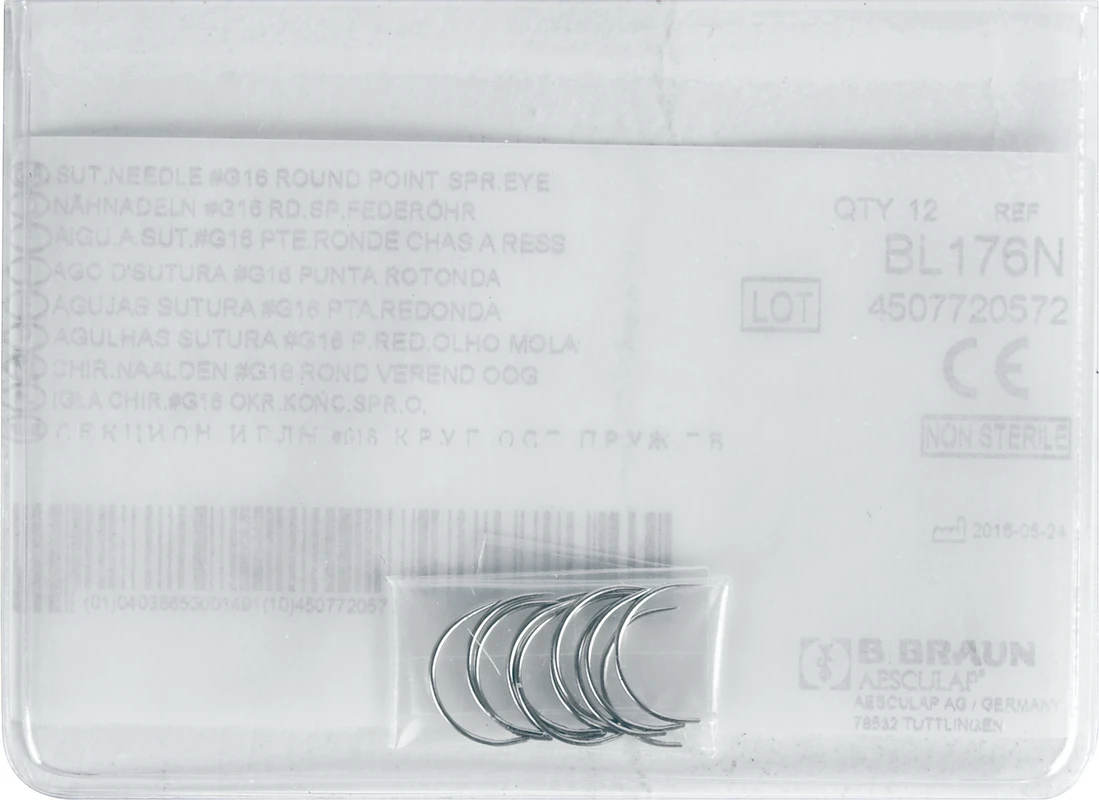 SUT.NEEDLE #G16 ROUND POINT SPR.EYE
NÄHNADELN #G16 RD.SP.FEDERÖHR
AIGU.A.SUT.#G16 PTE.RONDE CHAS A RESS
AGO D'SUTURA #G16 PUNTA ROTONDA
AGUJAS SUTURA #G16 PTA.REDONDA
AGULHAS SUTURA #G16 P.RED.OLHO MOLA
CHIR.NAALDEN #G16 ROND VEREND OOG
IGŁA CHIR.#G16 OKR.KOŃC.SPR.O.
#G16
QTY 12 REF
BL176N
LOT 4507720572
CE
NON STERILE
2016-05-24
B BRAUN
AESCULAP®
AESCULAP AG / GERMANY
78532 TUTTLINGEN